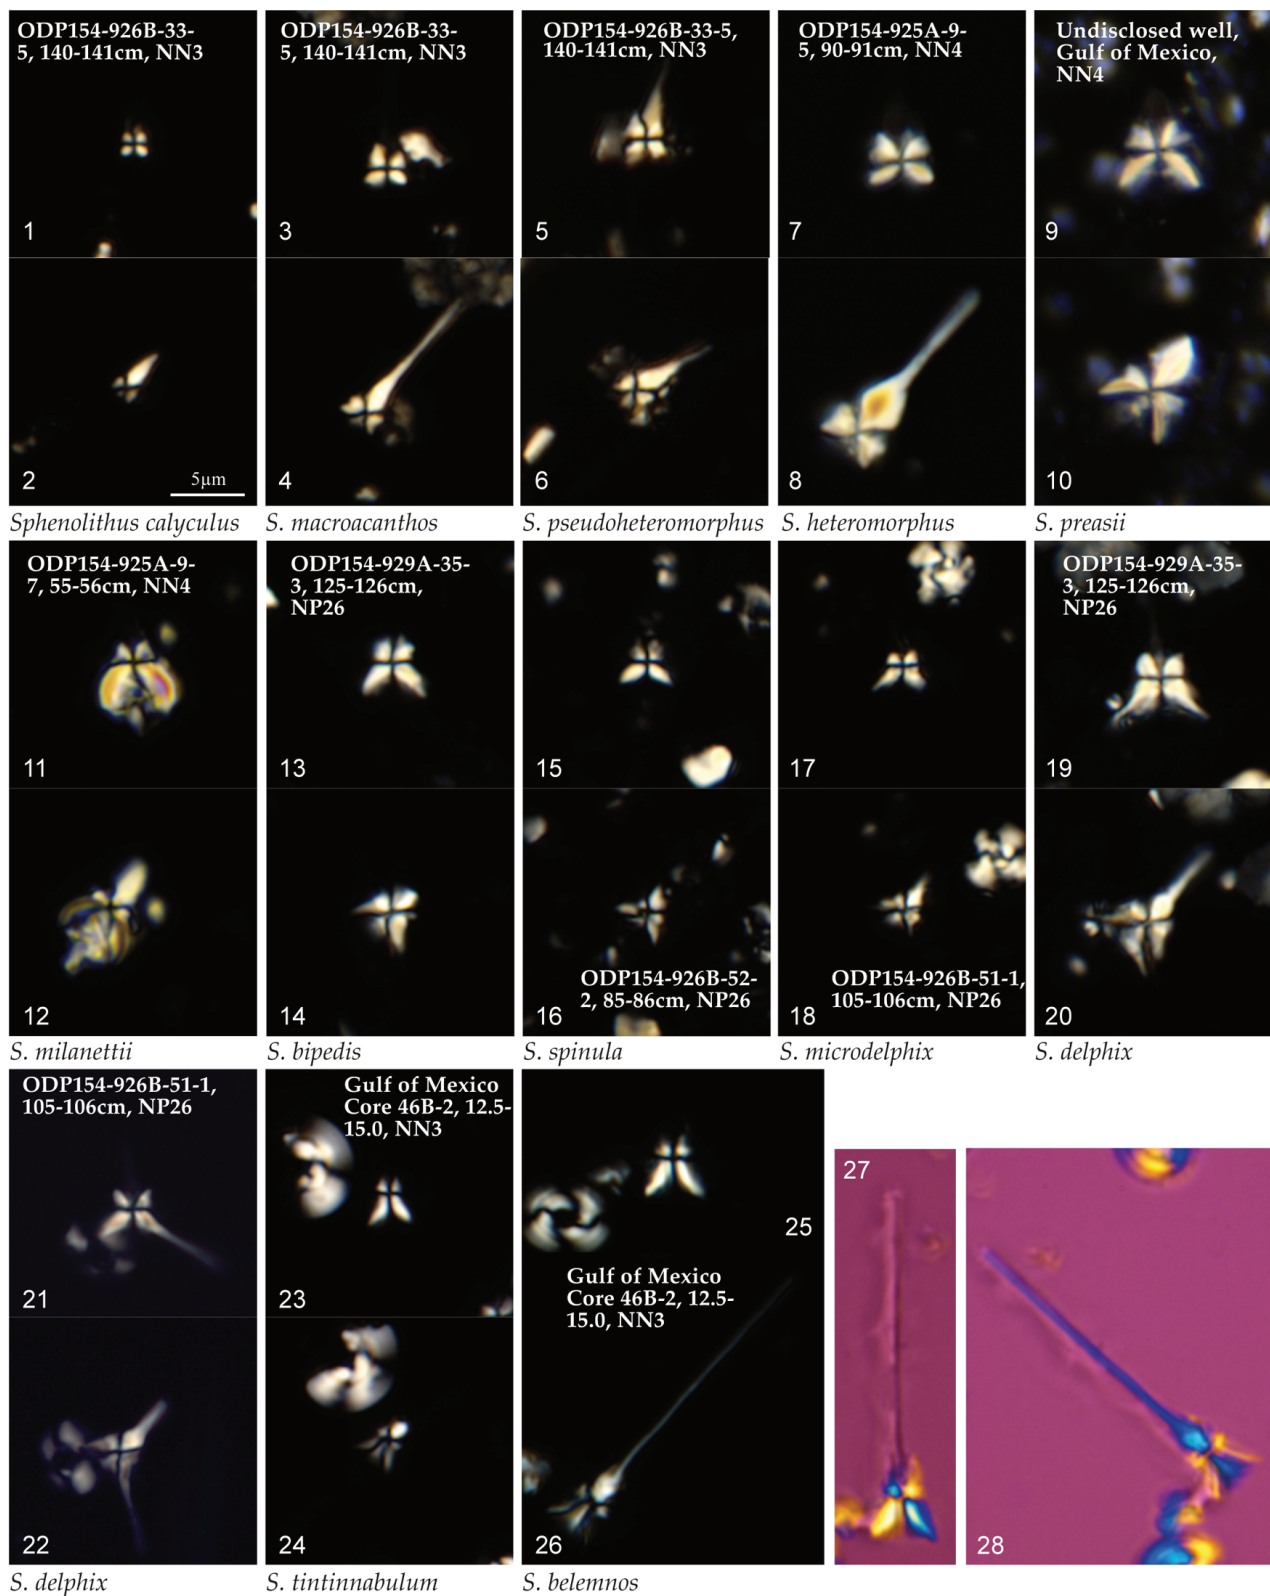 ODP154-926B-33-
5, 140-141cm, NN3
1
2
5µm
Sphenolithus calyculus
ODP154-926B-33-
5, 140-141cm, NN3
3
4
S. macroacanthos
ODP154-926B-33-5,
140-141cm, NN3
5
6
S. pseudoheteromorphus
ODP154-925A-9-
5, 90-91cm, NN4
7
8
S. heteromorphus
Undisclosed well,
Gulf of Mexico,
NN4
9
10
S. preasii
ODP154-925A-9-
7, 55-56cm, NN4
11
12
S. milanettii
ODP154-929A-35-
3, 125-126cm,
NP26
13
14
S. bipedis
15
ODP154-926B-52-
2, 85-86cm, NP26
16
S. spinula
17
ODP154-926B-51-1,
105-106cm, NP26
18
S. microdelphix
ODP154-929A-35-
3, 125-126cm,
NP26
19
20
S. delphix
ODP154-926B-51-1,
105-106cm, NP26
21
22
S. delphix
Gulf of Mexico
Core 46B-2, 12.5-
15.0, NN3
23
24
S. tintinnabulum
25
Gulf of Mexico
Core 46B-2, 12.5-
15.0, NN3
26
S. belemnos
27
28